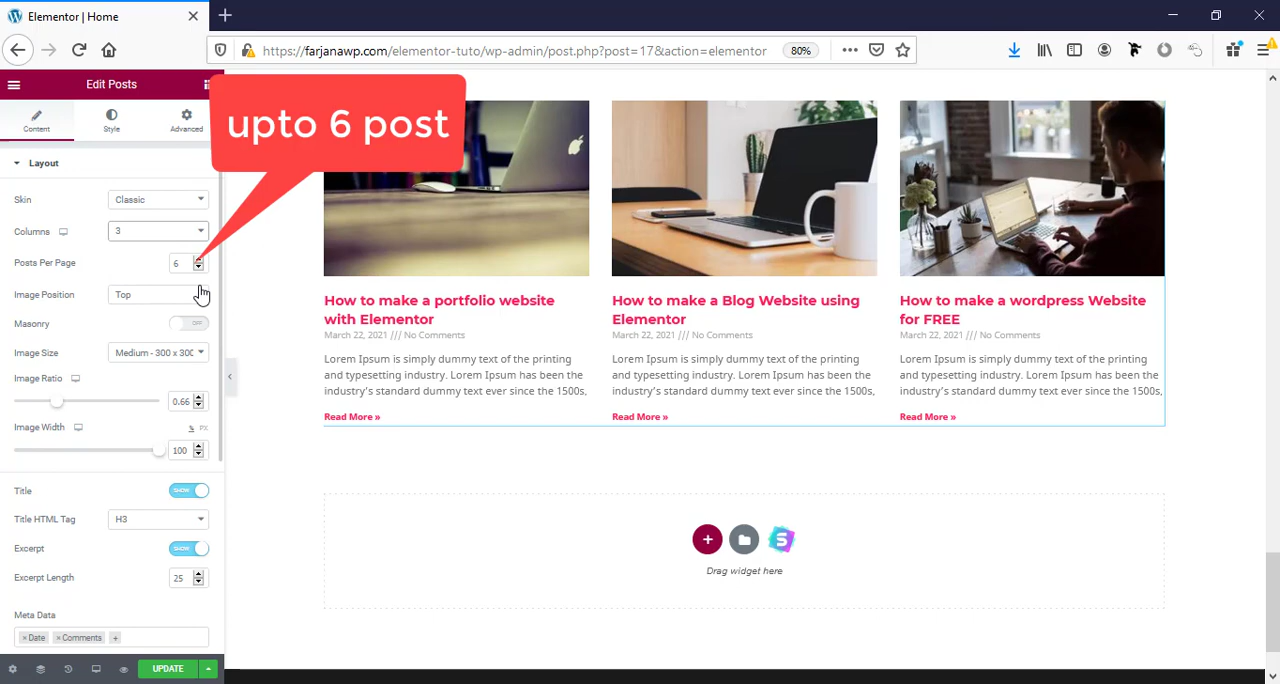 Elementor | Home
https://farjanawp.com/elementor-tuto/wp-admin/post.php?post=17&action=elementor
80%
Edit Posts
Content
Style
Advanced
upto 6 post
Layout
Skin
Classic
Columns
3
Posts Per Page
6
Image Position
Top
Masonry
OFF
Image Size
Medium - 300 x 300
Image Ratio
0.66
Image Width
% PX
100
Title
SHOW
Title HTML Tag
H3
Excerpt
SHOW
Excerpt Length
25
Meta Data
× Date × Comments +
UPDATE
How to make a portfolio website
with Elementor
March 22, 2021 /// No Comments
Lorem Ipsum is simply dummy text of the printing
and typesetting industry. Lorem Ipsum has been the
industry's standard dummy text ever since the 1500s,
Read More »
How to make a Blog Website using
Elementor
March 22, 2021 /// No Comments
Lorem Ipsum is simply dummy text of the printing
and typesetting industry. Lorem Ipsum has been the
industry's standard dummy text ever since the 1500s,
Read More »
How to make a wordpress Website
for FREE
March 22, 2021 /// No Comments
Lorem Ipsum is simply dummy text of the printing
and typesetting industry. Lorem Ipsum has been the
industry's standard dummy text ever since the 1500s,
Read More »
Drag widget here